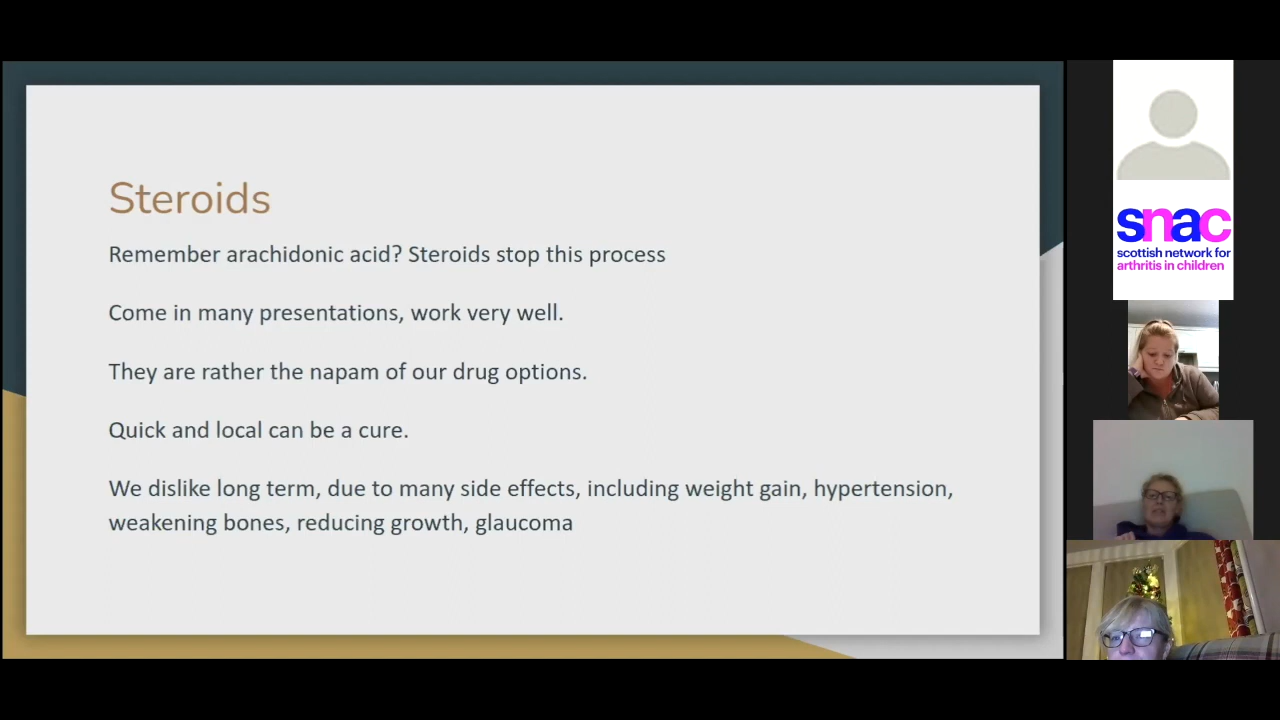 Steroids
Remember arachidonic acid? Steroids stop this process
Come in many presentations, work very well.
They are rather the napam of our drug options.
Quick and local can be a cure.
We dislike long term, due to many side effects, including weight gain, hypertension,
weakening bones, reducing growth, glaucoma
snac
scottish network for
arthritis in children